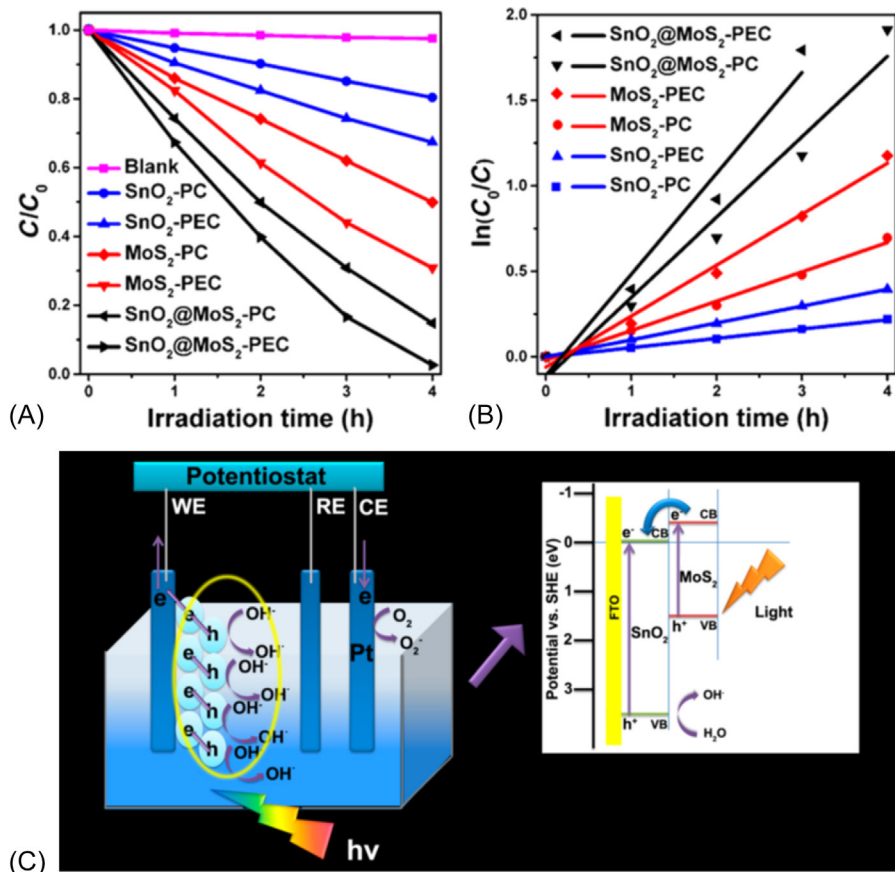 (A)
C/C₀
1.0
0.8
0.6
0.4
0.2
0.0
Blank
SnO₂-PC
SnO₂-PEC
MoS₂-PC
MoS₂-PEC
SnO₂@MoS₂-PC
SnO₂@MoS₂-PEC
0 1 2 3 4
Irradiation time (h)
(B)
ln(C₀/C)
2.0
1.5
1.0
0.5
0.0
SnO₂@MoS₂-PEC
SnO₂@MoS₂-PC
MoS₂-PEC
MoS₂-PC
SnO₂-PEC
SnO₂-PC
0 1 2 3 4
Irradiation time (h)
(C)
Potentiostat
WE RE CE
e e
e h OH-
OH-
e h OH-
OH-
e h OH-
OH-
e h OH-
OH-
OH-
O₂
O₂-
Pt
hv
Potential vs. SHE (eV)
-1
0
1
2
3
FTO
e- CB
e- CB
MoS₂
SnO₂
h+ VB
h+ VB
Light
OH-
H₂O